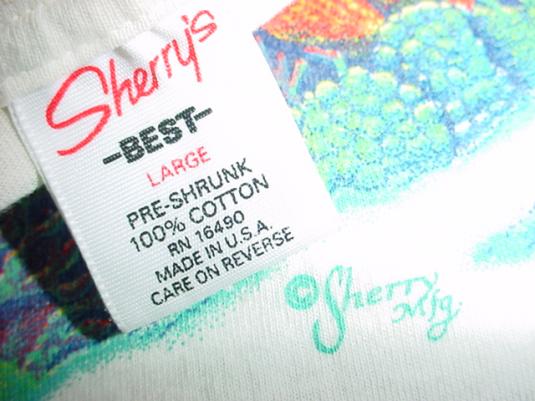 Sherry's
-BEST-
LARGE
PRE-SHRUNK
100% COTTON
RN 16490
MADE IN U.S.A.
CARE ON REVERSE
©Sherry
Mfg.